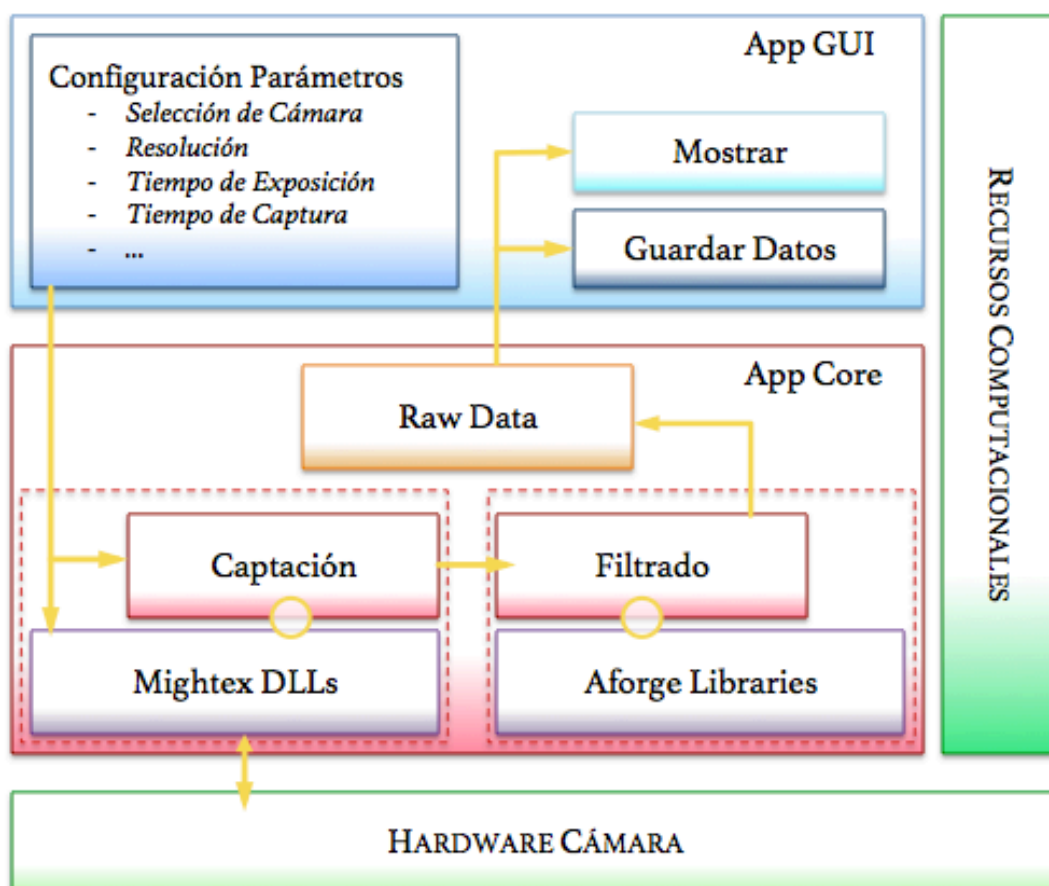 App GUI
Configuración Parámetros
- Selección de Cámara
- Resolución
- Tiempo de Exposición
- Tiempo de Captura
- ...
Mostrar
Guardar Datos
App Core
Raw Data
Captación
Filtrado
Mightex DLLs
Aforge Libraries
RECURSOS COMPUTACIONALES
HARDWARE CÁMARA